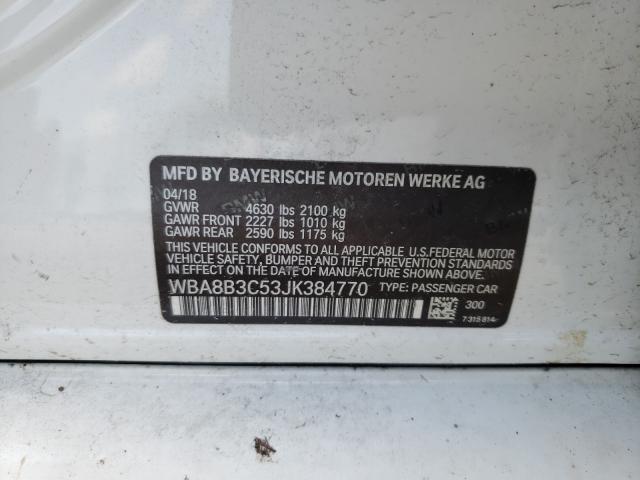 MFD BY BAYERISCHE MOTOREN WERKE AG
04/18
GVWR 4630 lbs 2100 kg
GAWR FRONT 2227 lbs 1010 kg
GAWR REAR 2590 lbs 1175 kg
THIS VEHICLE CONFORMS TO ALL APPLICABLE U.S.FEDERAL MOTOR
VEHICLE SAFETY, BUMPER, AND THEFT PREVENTION STANDARDS
IN EFFECT ON THE DATE OF MANUFACTURE SHOWN ABOVE.
WBA8B3C53JK384770 TYPE: PASSENGER CAR
300
7315814